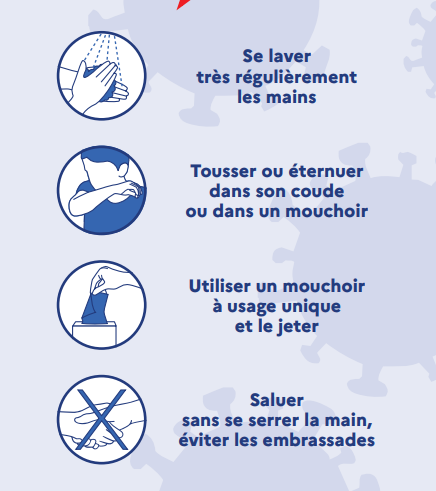 Se laver
très régulièrement
les mains
Tousser ou éternuer
dans son coude
ou dans un mouchoir
Utiliser un mouchoir
à usage unique
et le jeter
Saluer
sans se serrer la main,
éviter les embrassades